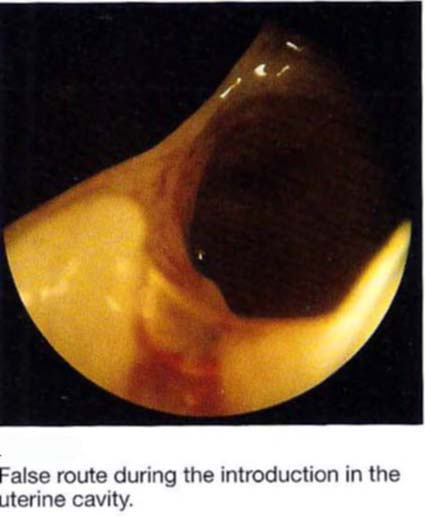 False route during the introduction in the
uterine cavity.